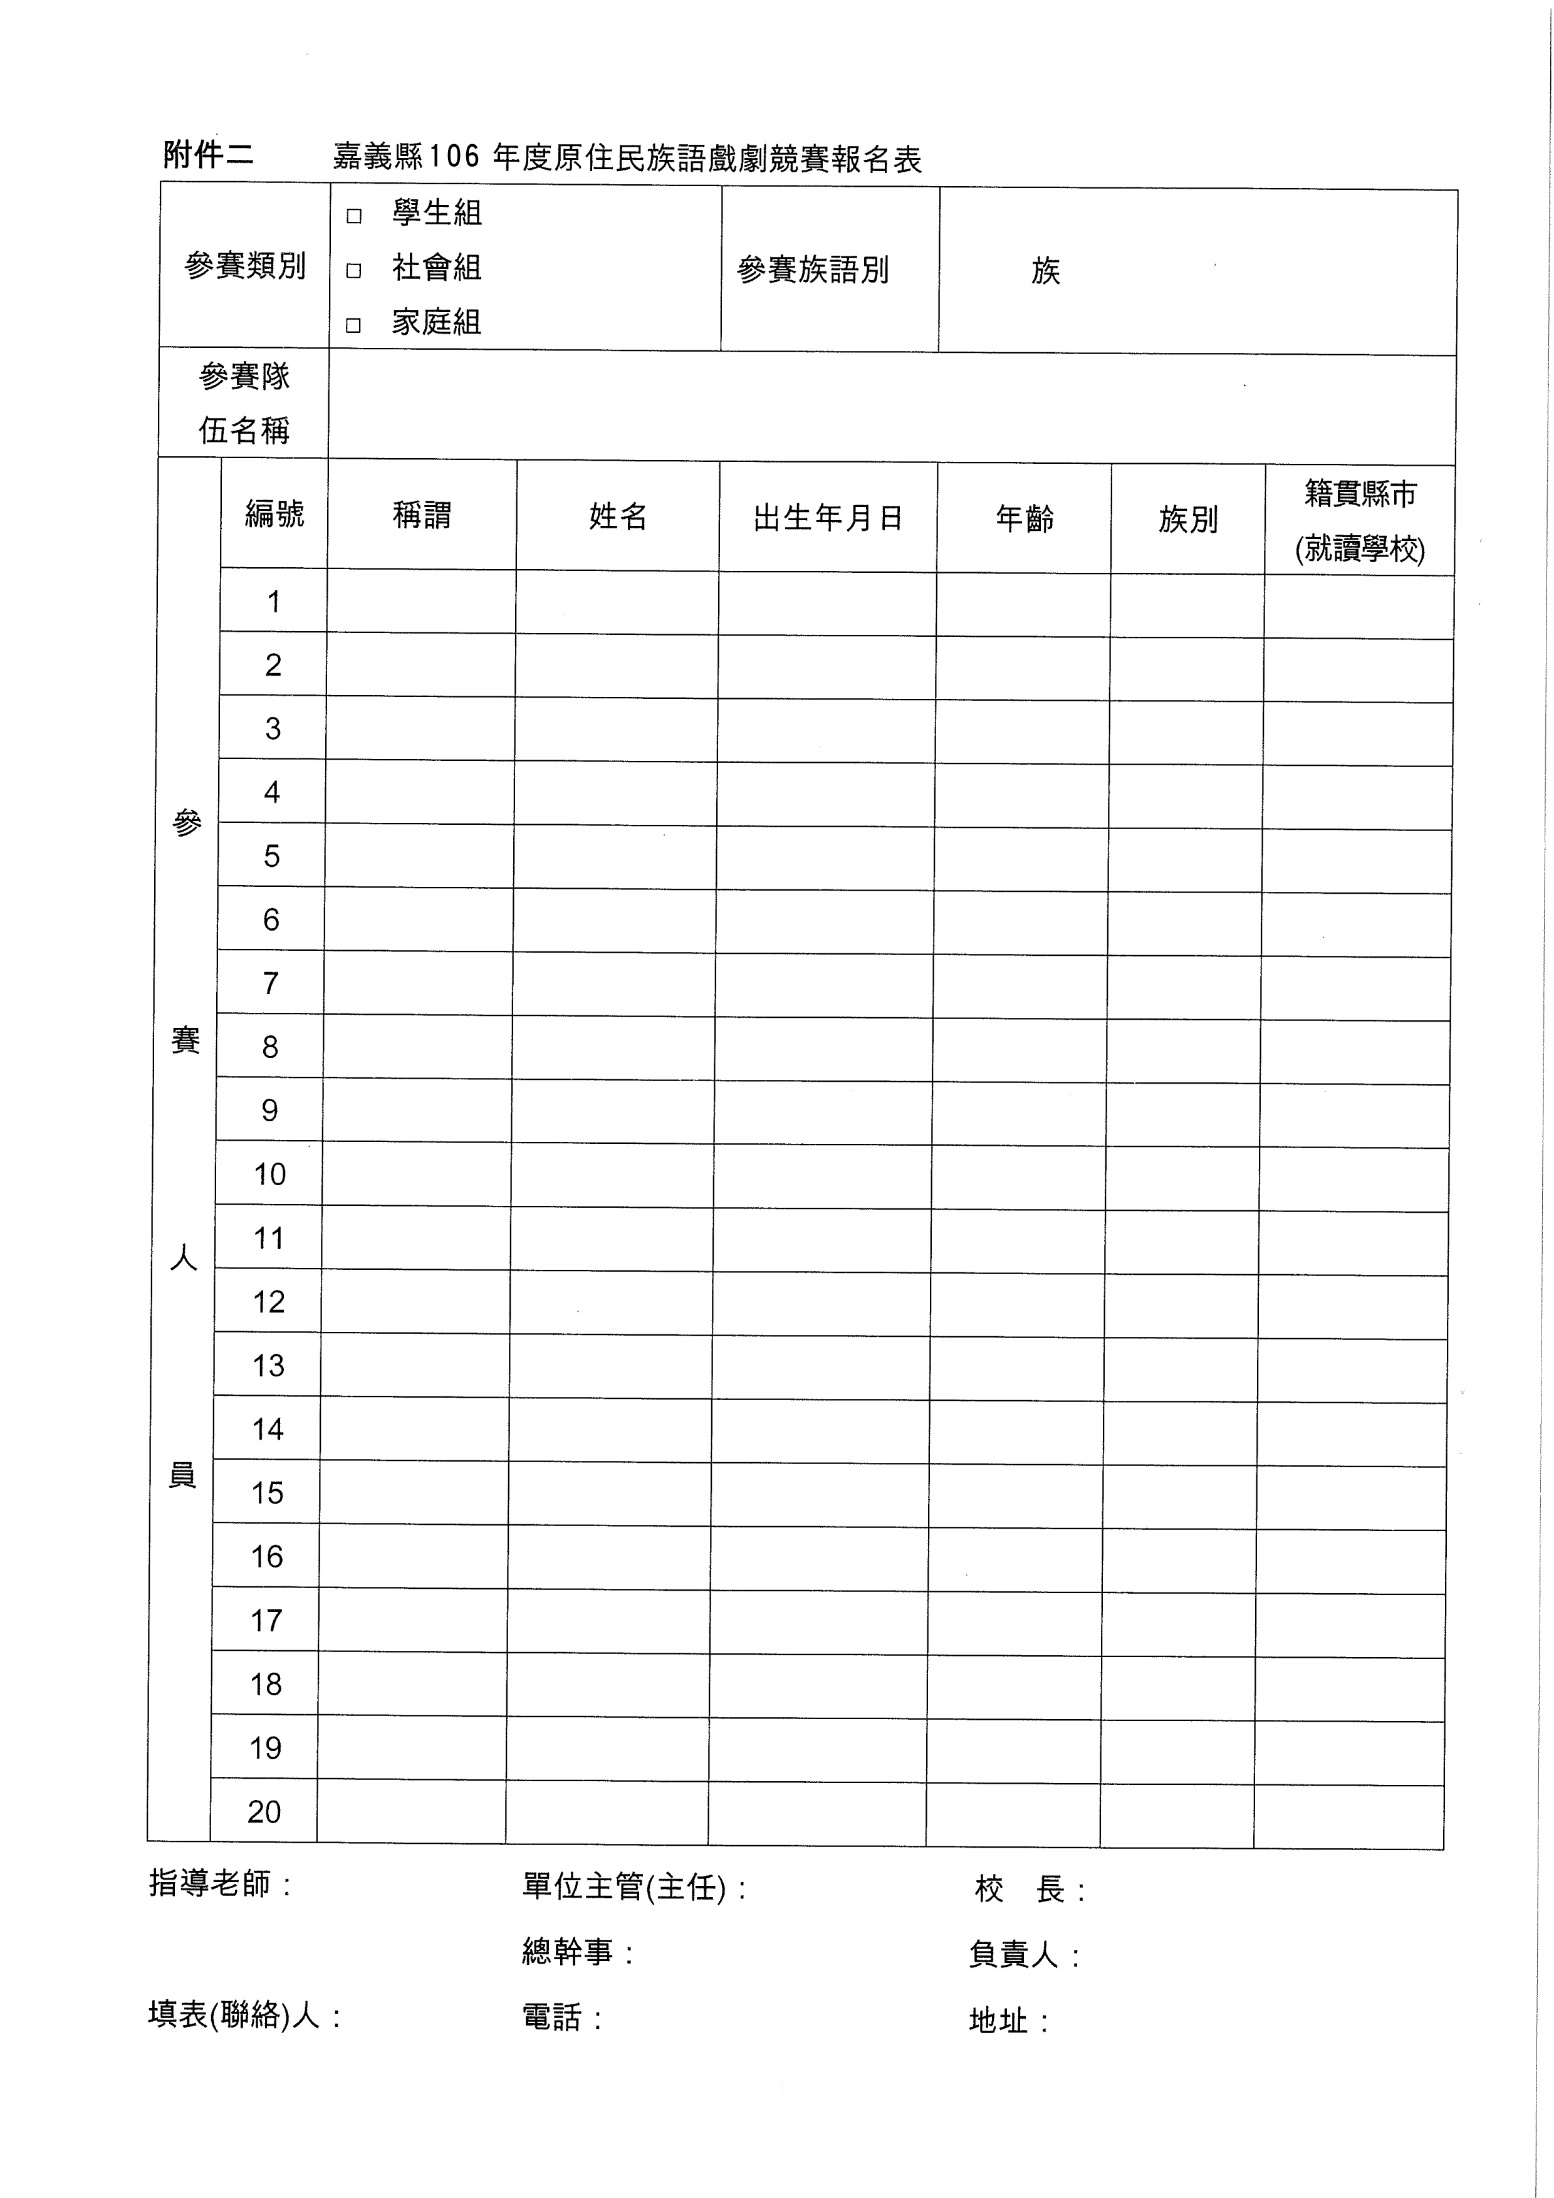 附件二 嘉義縣106 年度原住民族語戲劇競賽報名表
參賽類別
□ 學生組
□ 社會組
□ 家庭組
參賽族語別
族
參賽隊
伍名稱
參
賽
人
員
編號 稱謂 姓名 出生年月日 年齡 族別 籍貫縣市
(就讀學校)
1
2
3
4
5
6
7
8
9
10
11
12
13
14
15
16
17
18
19
20
指導老師： 單位主管(主任)： 校 長：
總幹事： 負責人：
填表(聯絡)人： 電話： 地址：